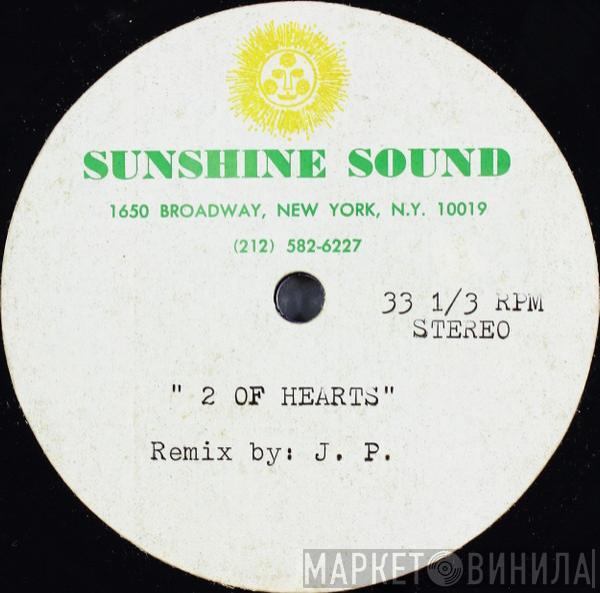 SUNSHINE SOUND
1650 BROADWAY, NEW YORK, N.Y. 10019
(212) 582-6227
33 1/3 RPM
STEREO
" 2 OF HEARTS"
Remix by: J. P.
МАРКЕТ ВИНИЛА